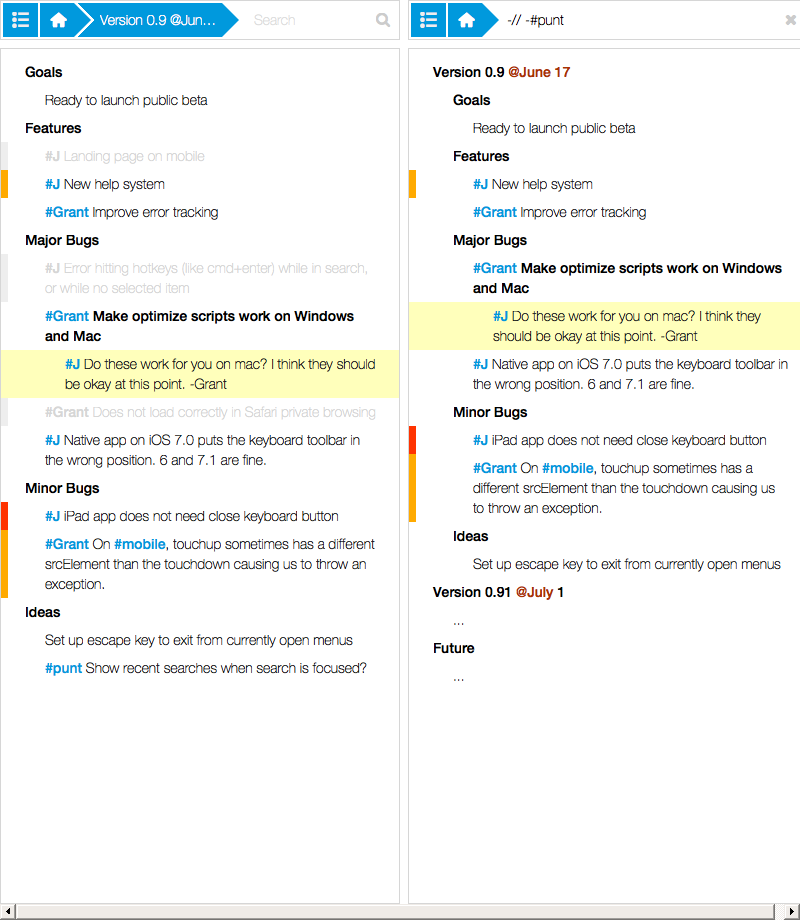 Version 0.9 @Jun…
Search
Goals
Ready to launch public beta
Features
#J Landing page on mobile
#J New help system
#Grant Improve error tracking
Major Bugs
#J Error hitting hotkeys (like cmd+enter) while in search,
or while no selected item
#Grant Make optimize scripts work on Windows
and Mac
#J Do these work for you on mac? I think they should
be okay at this point. -Grant
#Grant Does not load correctly in Safari private browsing
#J Native app on iOS 7.0 puts the keyboard toolbar in
the wrong position. 6 and 7.1 are fine.
Minor Bugs
#J iPad app does not need close keyboard button
#Grant On #mobile, touchup sometimes has a different
srcElement than the touchdown causing us to throw an
exception.
Ideas
Set up escape key to exit from currently open menus
#punt Show recent searches when search is focused?
-// -#punt
Version 0.9 @June 17
Goals
Ready to launch public beta
Features
#J New help system
#Grant Improve error tracking
Major Bugs
#Grant Make optimize scripts work on Windows
and Mac
#J Do these work for you on mac? I think they
should be okay at this point. -Grant
#J Native app on iOS 7.0 puts the keyboard toolbar in
the wrong position. 6 and 7.1 are fine.
Minor Bugs
#J iPad app does not need close keyboard button
#Grant On #mobile, touchup sometimes has a
different srcElement than the touchdown causing us
to throw an exception.
Ideas
Set up escape key to exit from currently open menus
Version 0.91 @July 1
...
Future
...